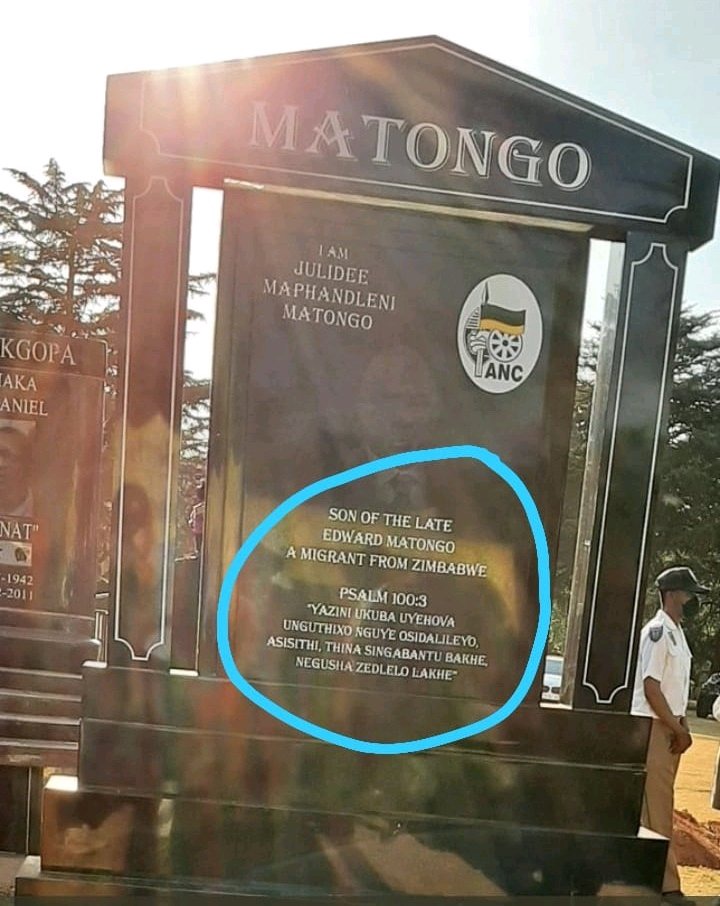 MATONGO
I AM
JULIDEE
MAPHANDLENI
MATONGO
ANC
SON OF THE LATE
EDWARD MATONGO
A MIGRANT FROM ZIMBABWE
PSALM 100:3
"YAZINI UKUBA UYEHOVA
UNGUTHIXO NGUYE OSIDALILEYO,
ASISITHI, THINA SINGABANTU BAKHE,
NEGUSHA ZEDLELO LAKHE"
KGOPA
AKA
ANIEL
NAT"
-1942
-2011